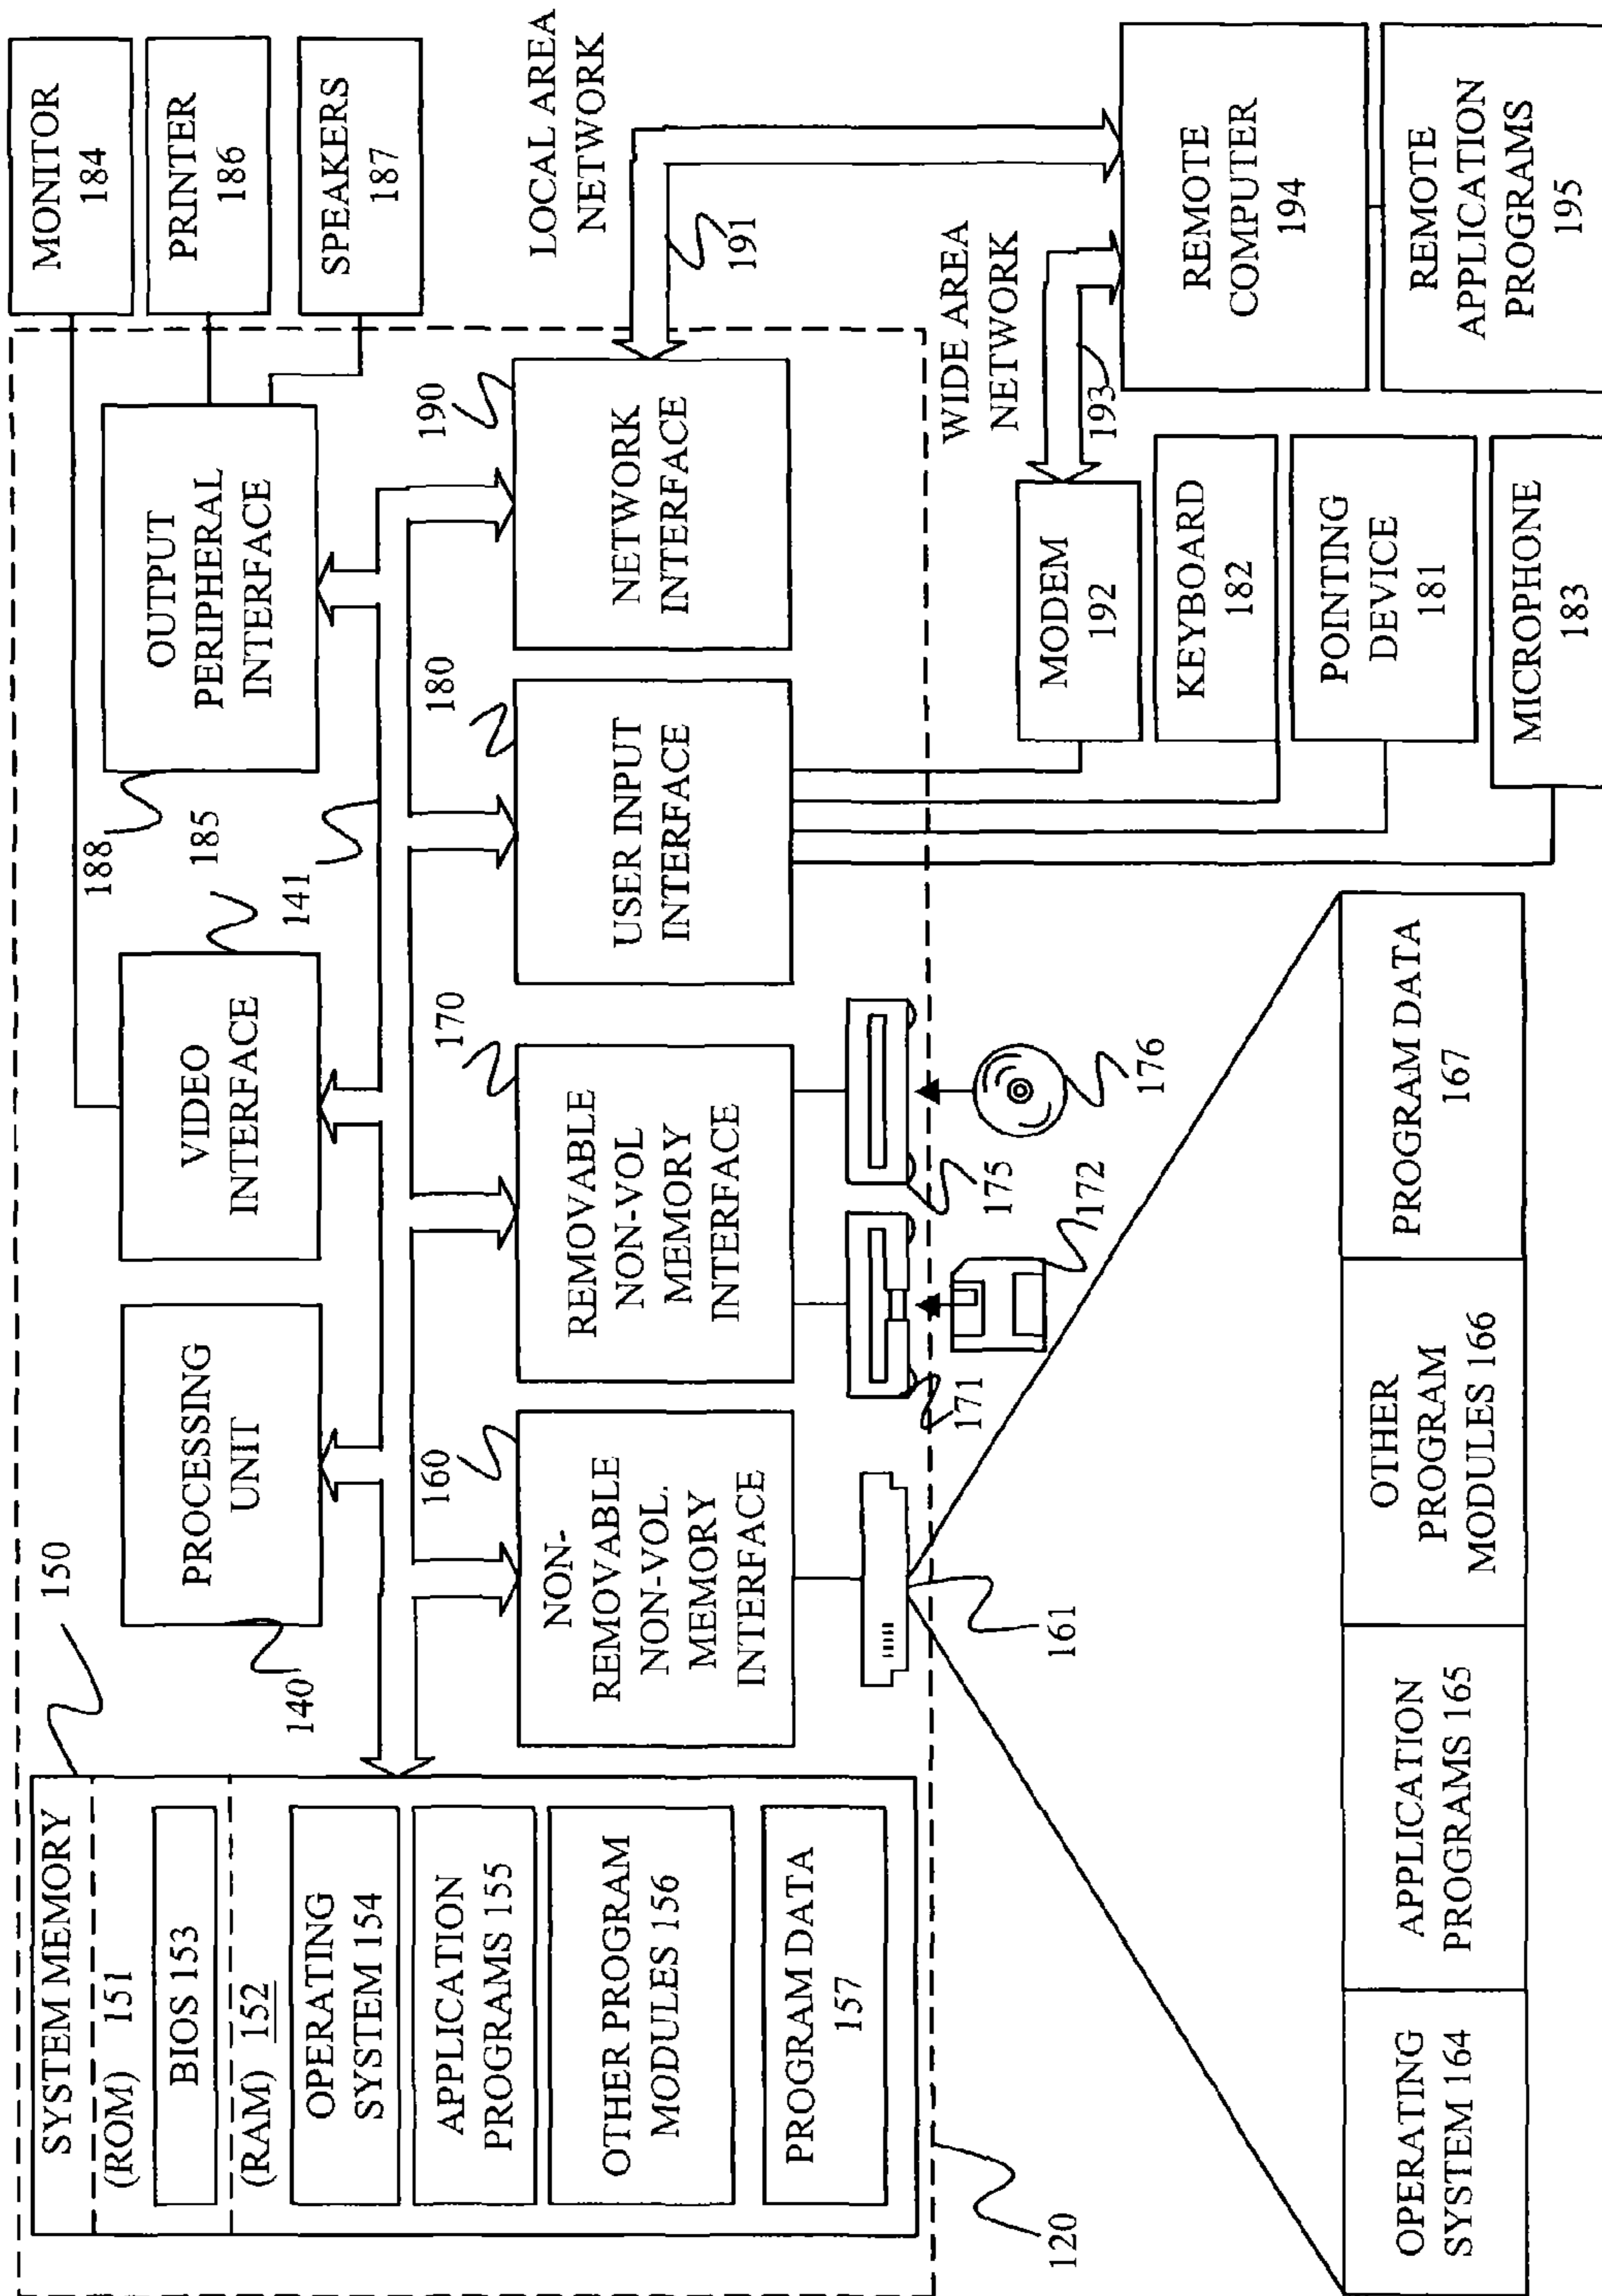 SYSTEM MEMORY
(ROM) 151
BIOS 153
(RAM) 152
OPERATING
SYSTEM 154
APPLICATION
PROGRAMS 155
OTHER PROGRAM
MODULES 156
PROGRAM DATA
157
150
140
PROCESSING
UNIT
VIDEO
INTERFACE
185
188
141
OUTPUT
PERIPHERAL
INTERFACE
MONITOR
184
PRINTER
186
SPEAKERS
187
160
NON-
REMOVABLE
NON-VOL.
MEMORY
INTERFACE
170
REMOVABLE
NON-VOL
MEMORY
INTERFACE
180
USER INPUT
INTERFACE
190
NETWORK
INTERFACE
LOCAL AREA
NETWORK
191
120
161
171
172
175
176
WIDE AREA
NETWORK
193
MODEM
192
KEYBOARD
182
POINTING
DEVICE
181
MICROPHONE
183
REMOTE
COMPUTER
194
REMOTE
APPLICATION
PROGRAMS
195
OPERATING
SYSTEM 164
APPLICATION
PROGRAMS 165
OTHER
PROGRAM
MODULES 166
PROGRAM DATA
167